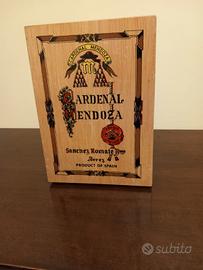 CARDENAL MENDOZA
CARDENAL
MENDOZA
Sanchez Romate Hnos
Jerez
PRODUCT OF SPAIN
subito